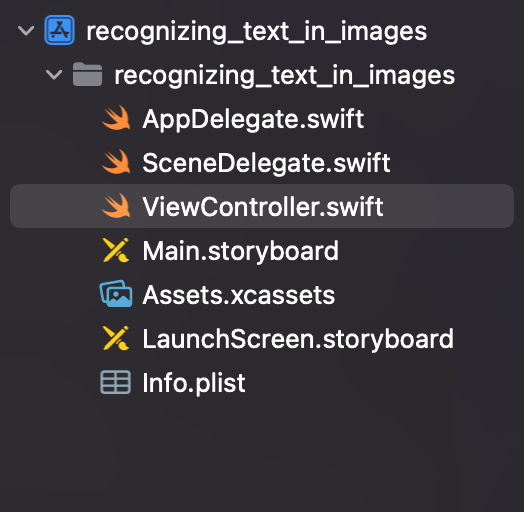 recognizing_text_in_images
recognizing_text_in_images
AppDelegate.swift
SceneDelegate.swift
ViewController.swift
Main.storyboard
Assets.xcassets
LaunchScreen.storyboard
Info.plist